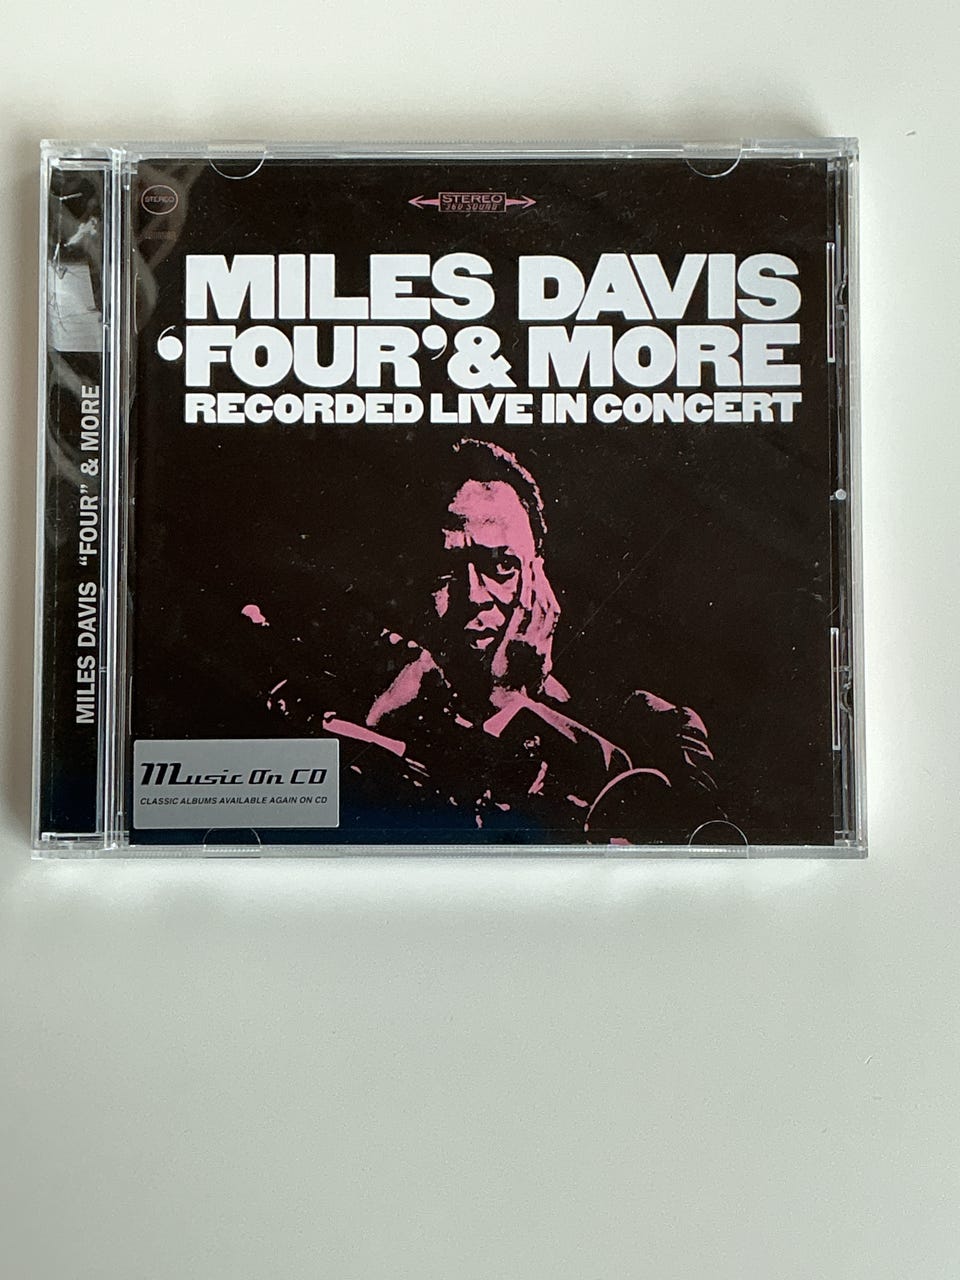 STEREO
STEREO
360 SOUND
MILES DAVIS
‘FOUR’ & MORE
RECORDED LIVE IN CONCERT
MILES DAVIS “FOUR” & MORE
Music On CD
CLASSIC ALBUMS AVAILABLE AGAIN ON CD